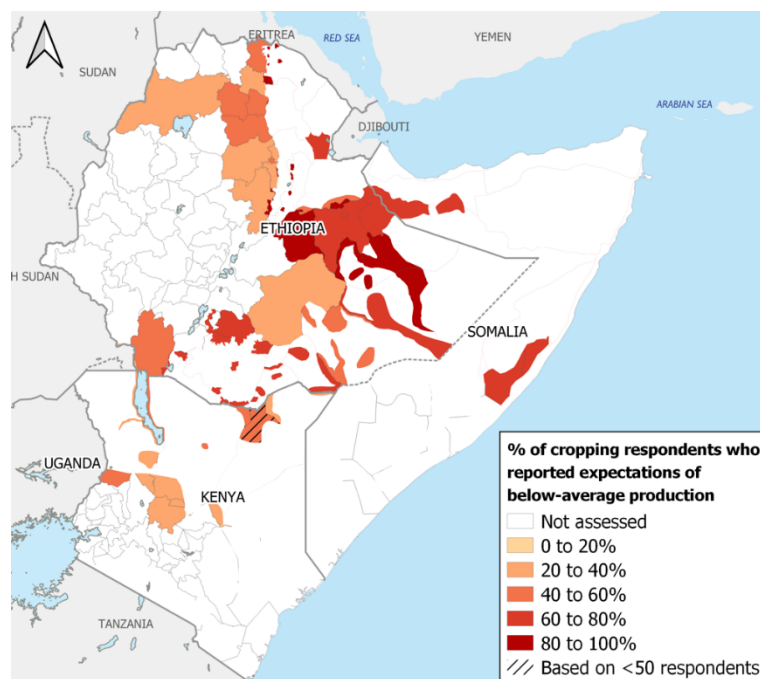 ERITREA
RED SEA
YEMEN
SUDAN
ARABIAN SEA
DJIBOUTI
ETHIOPIA
H SUDAN
SOMALIA
UGANDA
KENYA
TANZANIA
% of cropping respondents who
reported expectations of
below-average production
Not assessed
0 to 20%
20 to 40%
40 to 60%
60 to 80%
80 to 100%
Based on <50 respondents